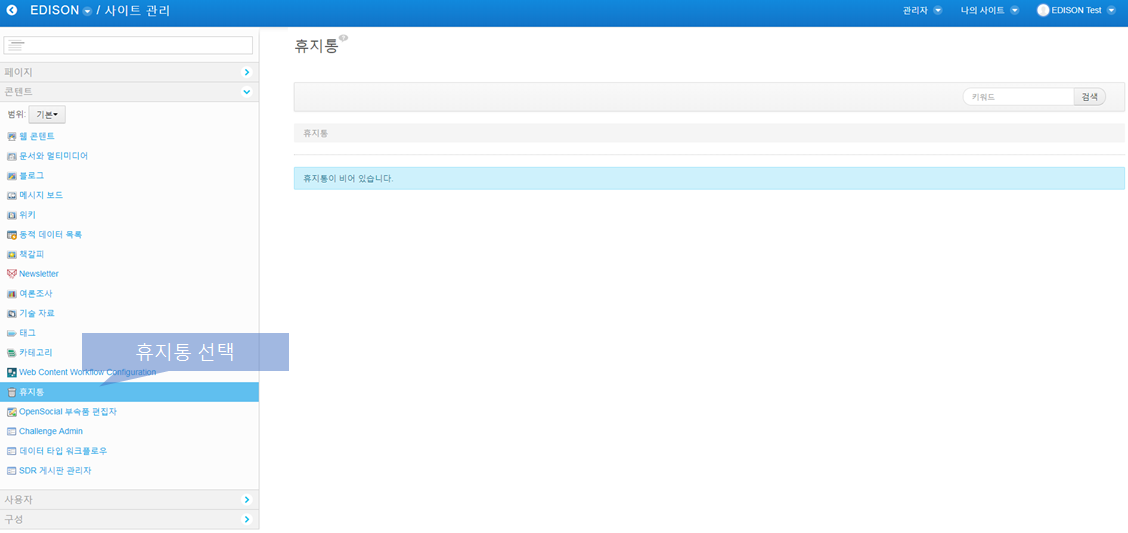 EDISON / 사이트 관리
관리자 나의 사이트 EDISON Test
페이지
콘텐트
범위: 기본
웹 콘텐트
문서와 멀티미디어
블로그
메시지 보드
위키
동적 데이터 목록
책갈피
Newsletter
여론조사
기술 자료
태그
카테고리
Web Content Workflow Configuration
휴지통
OpenSocial 부속품 편집자
Challenge Admin
데이터 타입 워크플로우
SDR 게시판 관리자
사용자
구성
휴지통 선택
휴지통
키워드 검색
휴지통
휴지통이 비어 있습니다.